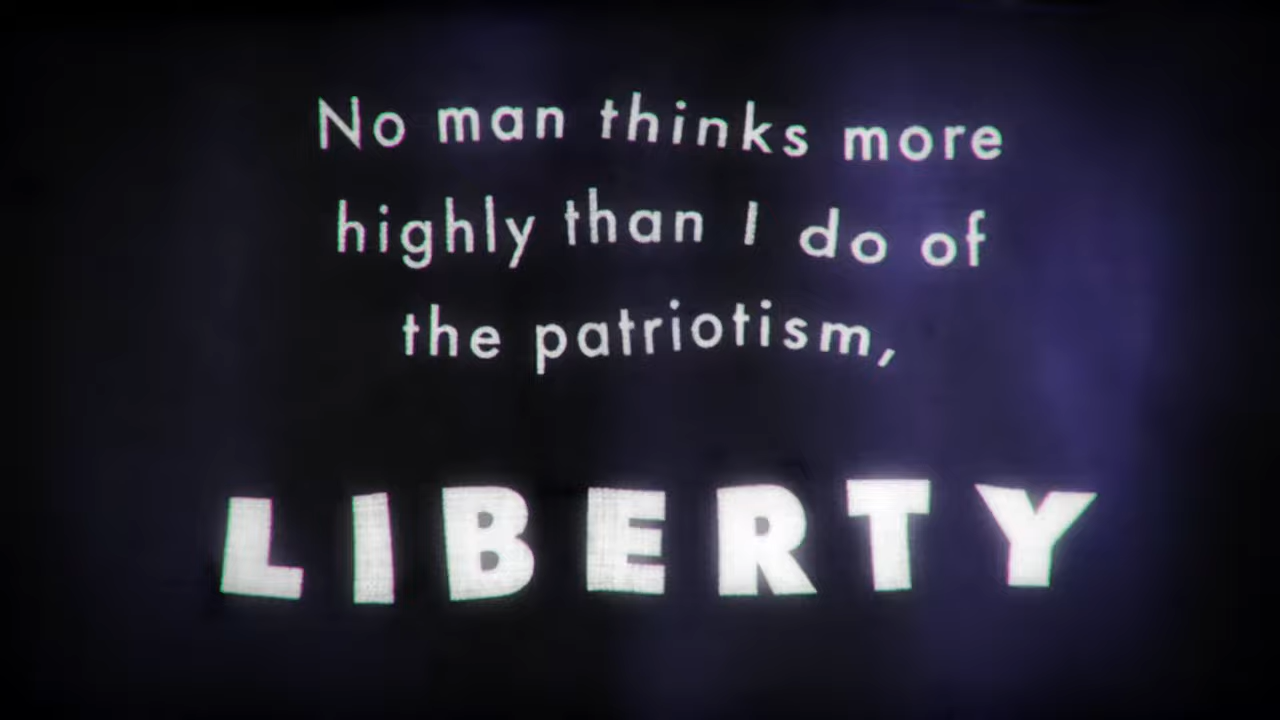 No man thinks more
highly than I do of
the patriotism,
LIBERTY